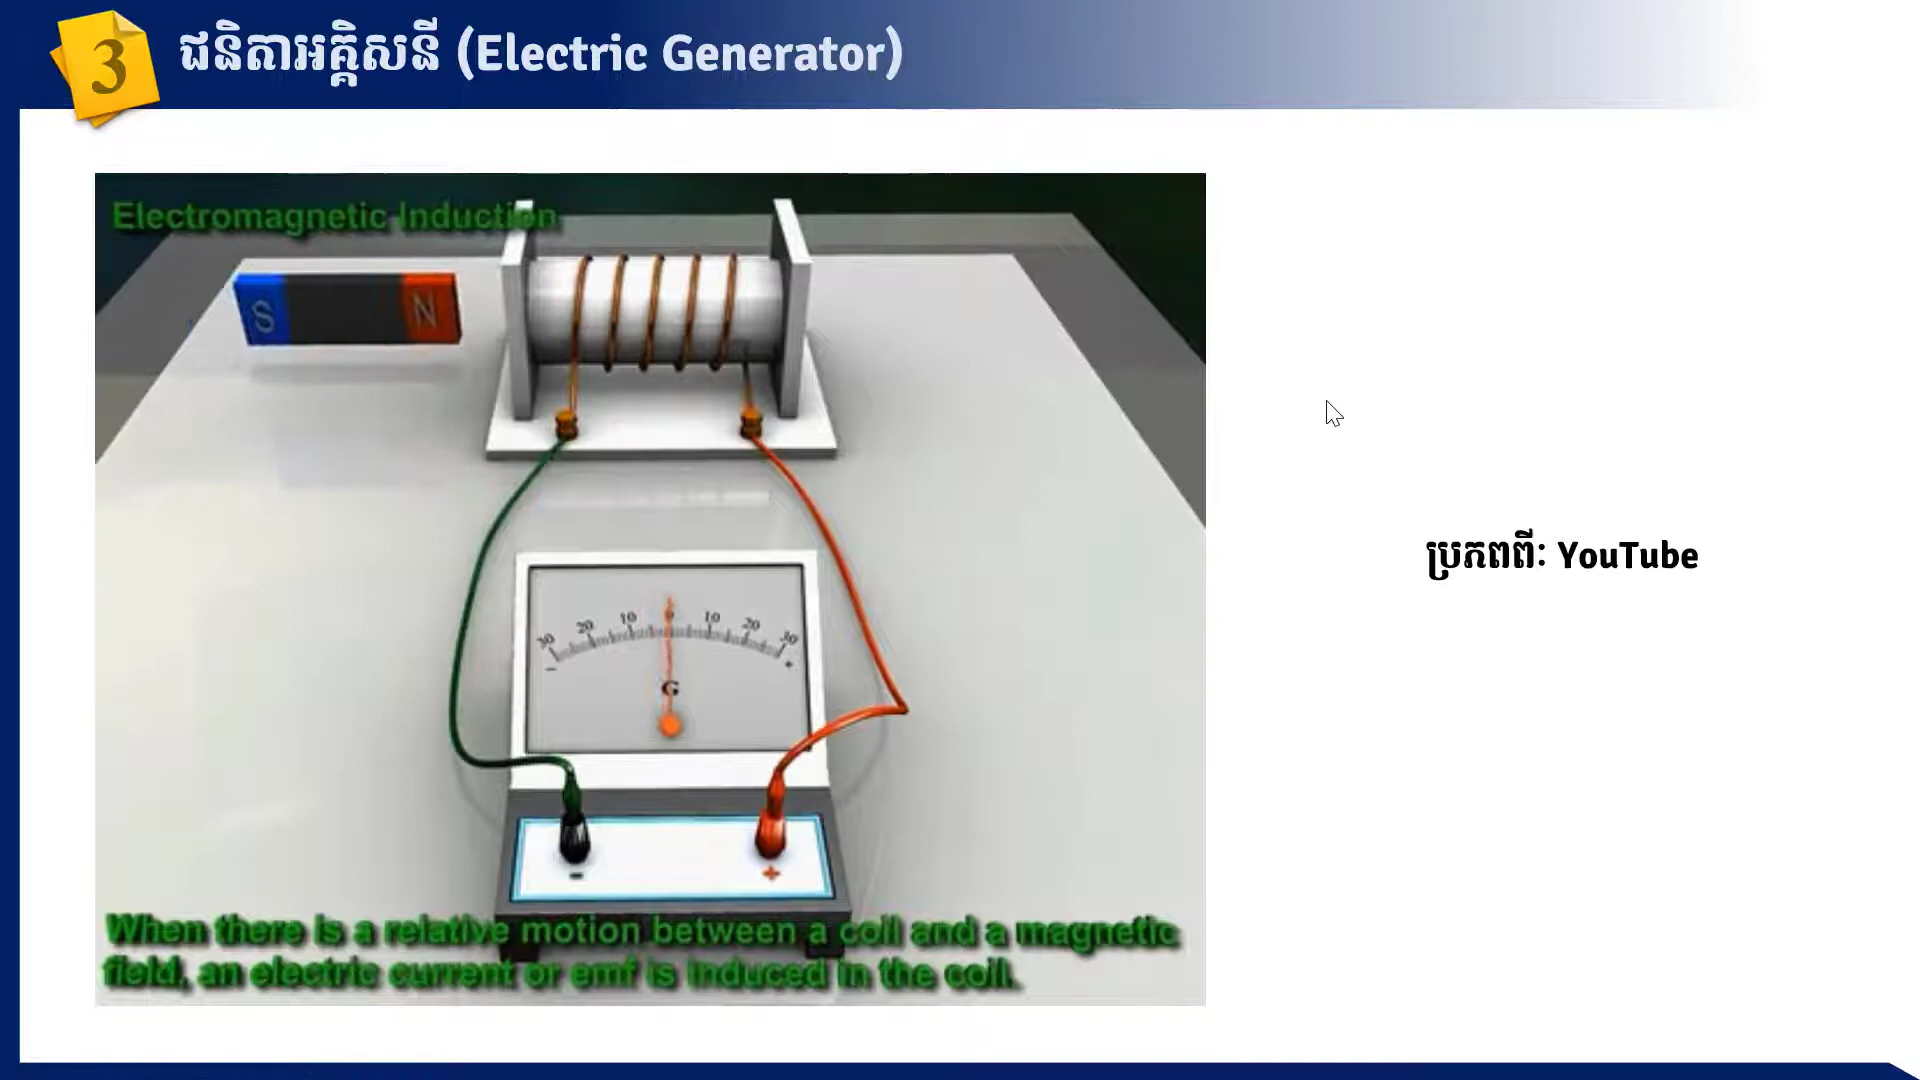 3
ជនិតាអគ្គិសនី (Electric Generator)
Electromagnetic Induction
S N
30 20 10 0 10 20 30
- +
G
- +
When there is a relative motion between a coil and a magnetic
field, an electric current or emf is induced in the coil.
ប្រភពពី: YouTube